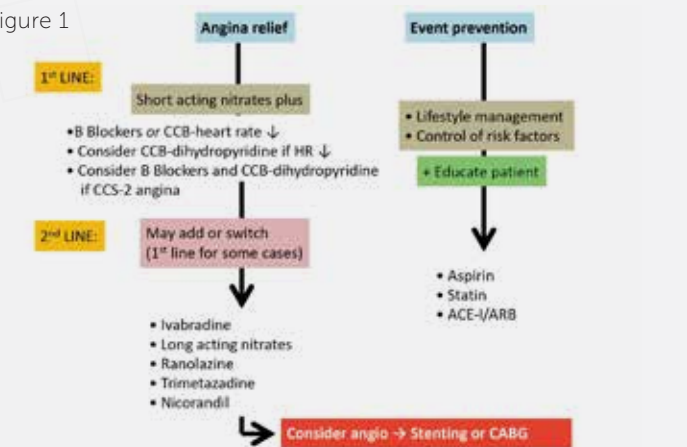 igure 1
Angina relief
Event prevention
1st LINE:
Short acting nitrates plus
•B Blockers or CCB-heart rate ↓
• Consider CCB-dihydropyridine if HR ↓
• Consider B Blockers and CCB-dihydropyridine
if CCS-2 angina
• Lifestyle management
• Control of risk factors
+ Educate patient
2nd LINE:
May add or switch
(1st line for some cases)
• Aspirin
• Statin
• ACE-I/ARB
• Ivabradine
• Long acting nitrates
• Ranolazine
• Trimetazadine
• Nicorandil
Consider angio → Stenting or CABG